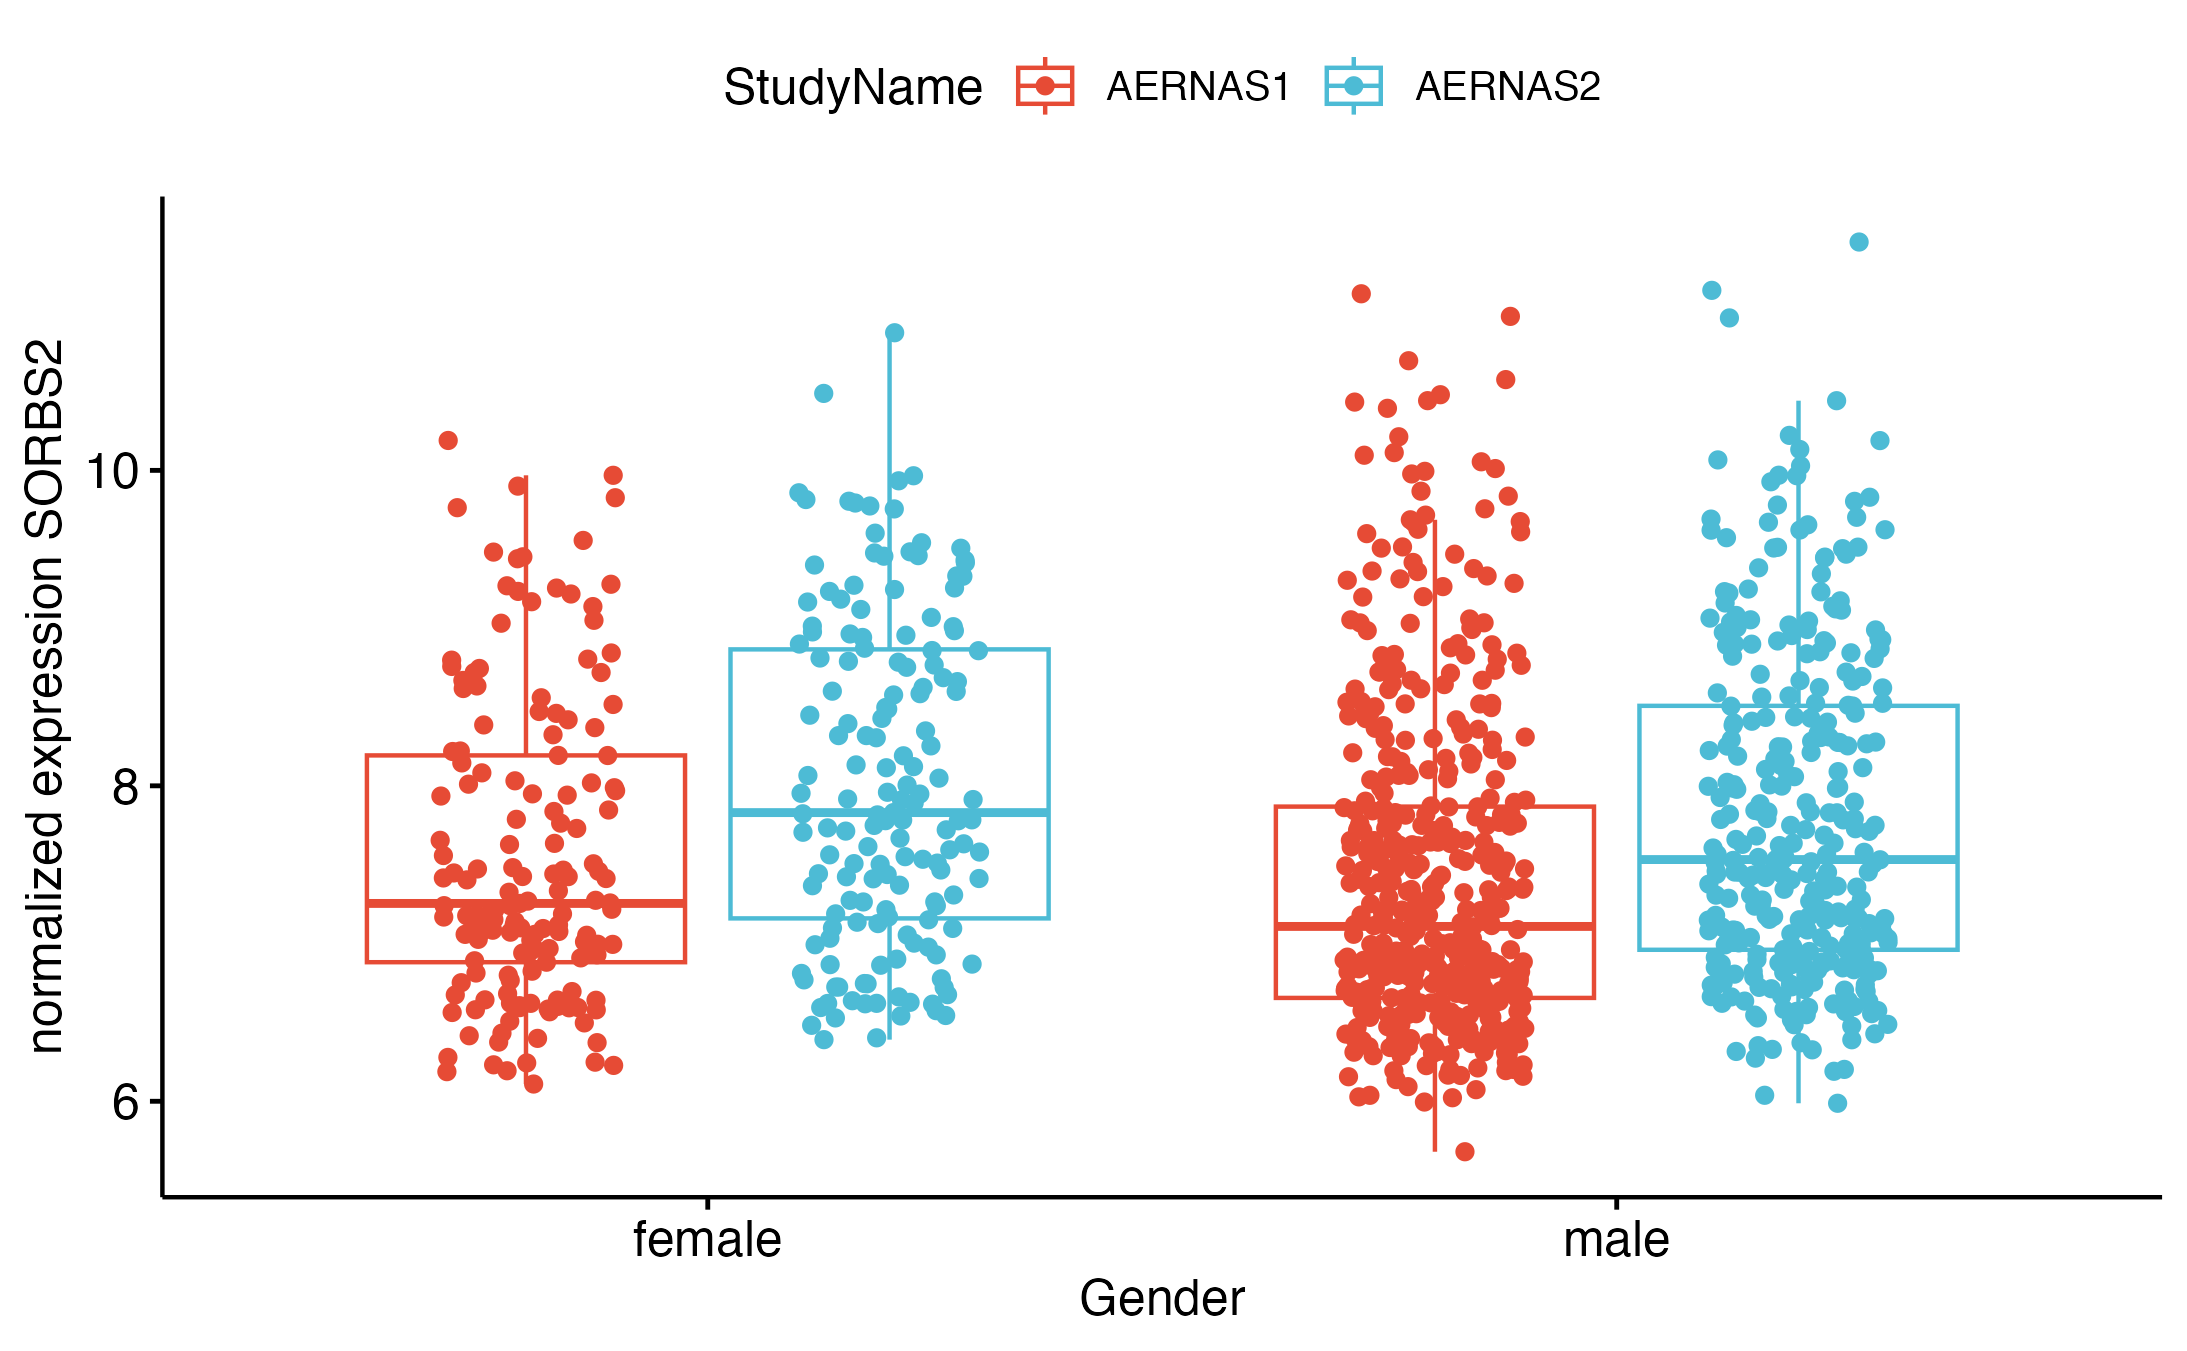 StudyName AERNAS1 AERNAS2
normalized expression SORBS2
10
8
6
female male
Gender